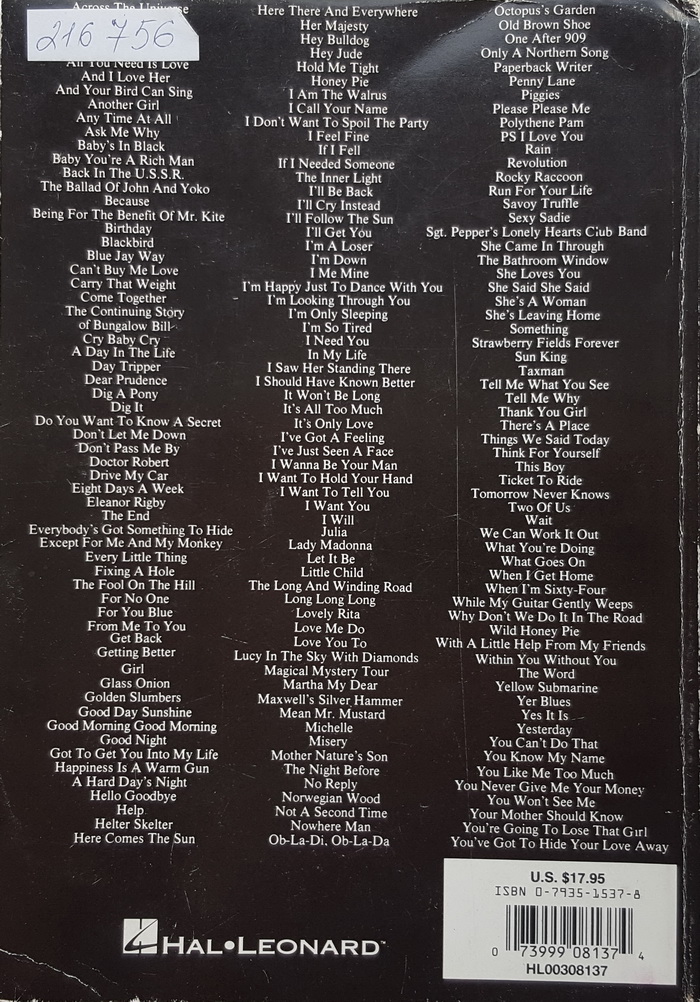 Across The Universe
216 756
All You Need Is Love
And I Love Her
And Your Bird Can Sing
Another Girl
Any Time At All
Ask Me Why
Baby's In Black
Baby You're A Rich Man
Back In The U.S.S.R.
The Ballad Of John And Yoko
Because
Being For The Benefit Of Mr. Kite
Birthday
Blackbird
Blue Jay Way
Can't Buy Me Love
Carry That Weight
Come Together
The Continuing Story
of Bungalow Bill
Cry Baby Cry
A Day In The Life
Day Tripper
Dear Prudence
Dig A Pony
Dig It
Do You Want To Know A Secret
Don't Let Me Down
Don't Pass Me By
Doctor Robert
Drive My Car
Eight Days A Week
Eleanor Rigby
The End
Everybody's Got Something To Hide
Except For Me And My Monkey
Every Little Thing
Fixing A Hole
The Fool On The Hill
For No One
For You Blue
From Me To You
Get Back
Getting Better
Girl
Glass Onion
Golden Slumbers
Good Day Sunshine
Good Morning Good Morning
Good Night
Got To Get You Into My Life
Happiness Is A Warm Gun
A Hard Day's Night
Hello Goodbye
Help
Helter Skelter
Here Comes The Sun
Here There And Everywhere
Her Majesty
Hey Bulldog
Hey Jude
Hold Me Tight
Honey Pie
I Am The Walrus
I Call Your Name
I Don't Want To Spoil The Party
I Feel Fine
If I Fell
If I Needed Someone
The Inner Light
I'll Be Back
I'll Cry Instead
I'll Follow The Sun
I'll Get You
I'm A Loser
I'm Down
I Me Mine
I'm Happy Just To Dance With You
I'm Looking Through You
I'm Only Sleeping
I'm So Tired
I Need You
In My Life
I Saw Her Standing There
I Should Have Known Better
It Won't Be Long
It's All Too Much
It's Only Love
I've Got A Feeling
I've Just Seen A Face
I Wanna Be Your Man
I Want To Hold Your Hand
I Want To Tell You
I Want You
I Will
Julia
Lady Madonna
Let It Be
Little Child
The Long And Winding Road
Long Long Long
Lovely Rita
Love Me Do
Love You To
Lucy In The Sky With Diamonds
Magical Mystery Tour
Martha My Dear
Maxwell's Silver Hammer
Mean Mr. Mustard
Michelle
Misery
Mother Nature's Son
The Night Before
No Reply
Norwegian Wood
Not A Second Time
Nowhere Man
Ob-La-Di, Ob-La-Da
Octopus's Garden
Old Brown Shoe
One After 909
Only A Northern Song
Paperback Writer
Penny Lane
Piggies
Please Please Me
Polythene Pam
PS I Love You
Rain
Revolution
Rocky Raccoon
Run For Your Life
Savoy Truffle
Sexy Sadie
Sgt. Pepper's Lonely Hearts Club Band
She Came In Through
The Bathroom Window
She Loves You
She Said She Said
She's A Woman
She's Leaving Home
Something
Strawberry Fields Forever
Sun King
Taxman
Tell Me What You See
Tell Me Why
Thank You Girl
There's A Place
Things We Said Today
Think For Yourself
This Boy
Ticket To Ride
Tomorrow Never Knows
Two Of Us
Wait
We Can Work It Out
What You're Doing
What Goes On
When I Get Home
When I'm Sixty-Four
While My Guitar Gently Weeps
Why Don't We Do It In The Road
Wild Honey Pie
With A Little Help From My Friends
Within You Without You
The Word
Yellow Submarine
Yer Blues
Yes It Is
Yesterday
You Can't Do That
You Know My Name
You Like Me Too Much
You Never Give Me Your Money
You Won't See Me
Your Mother Should Know
You're Going To Lose That Girl
You've Got To Hide Your Love Away
HAL•LEONARD™
U.S. $17.95
ISBN 0-7935-1537-8
0 73999 08137 4
HL00308137